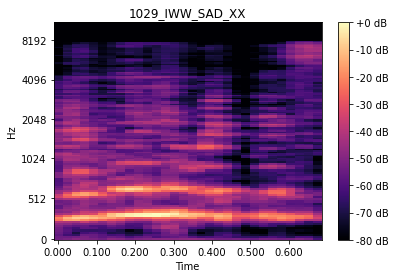 1029_IWW_SAD_XX
+0 dB
8192
-10 dB
4096
-20 dB
-30 dB
2048
Hz
-40 dB
1024
-50 dB
512
-60 dB
-70 dB
0
-80 dB
0.000 0.100 0.200 0.300 0.400 0.500 0.600
Time